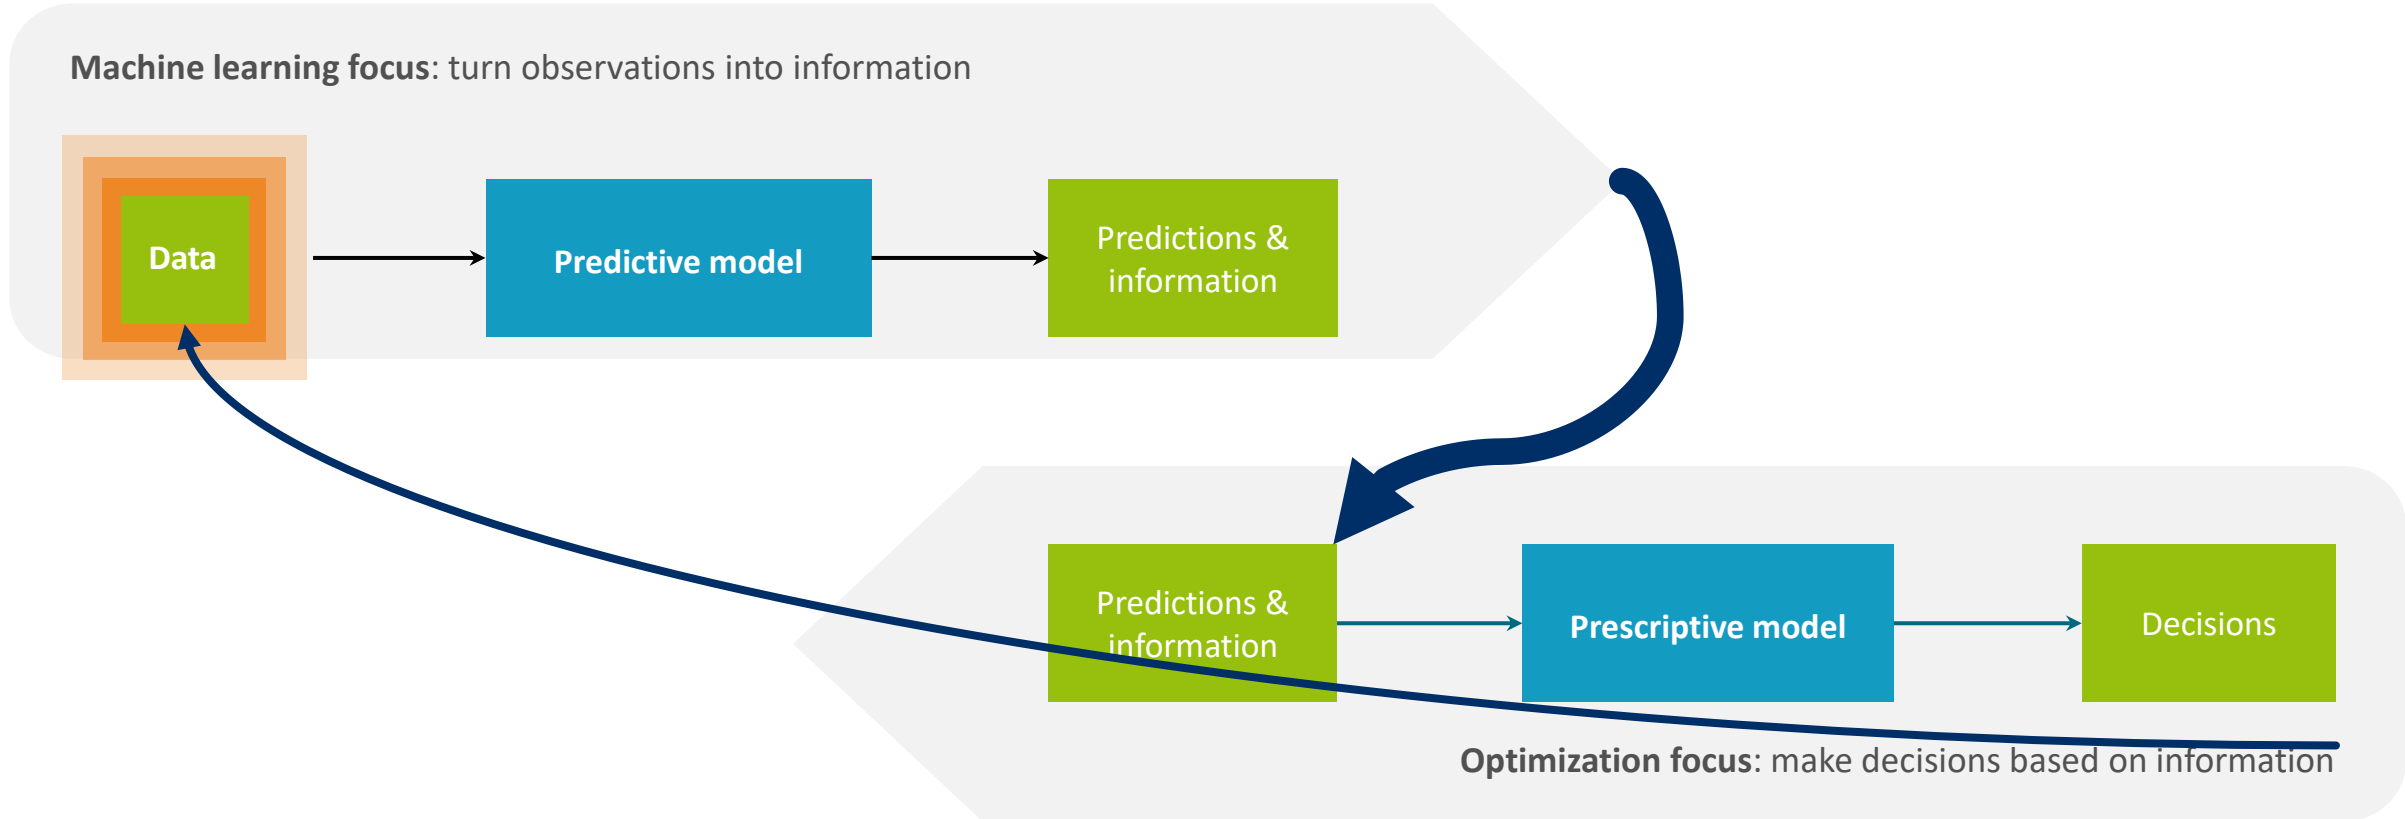 Machine learning focus: turn observations into information
Data
Predictive model
Predictions &
information
Predictions &
information
Prescriptive model
Decisions
Optimization focus: make decisions based on information